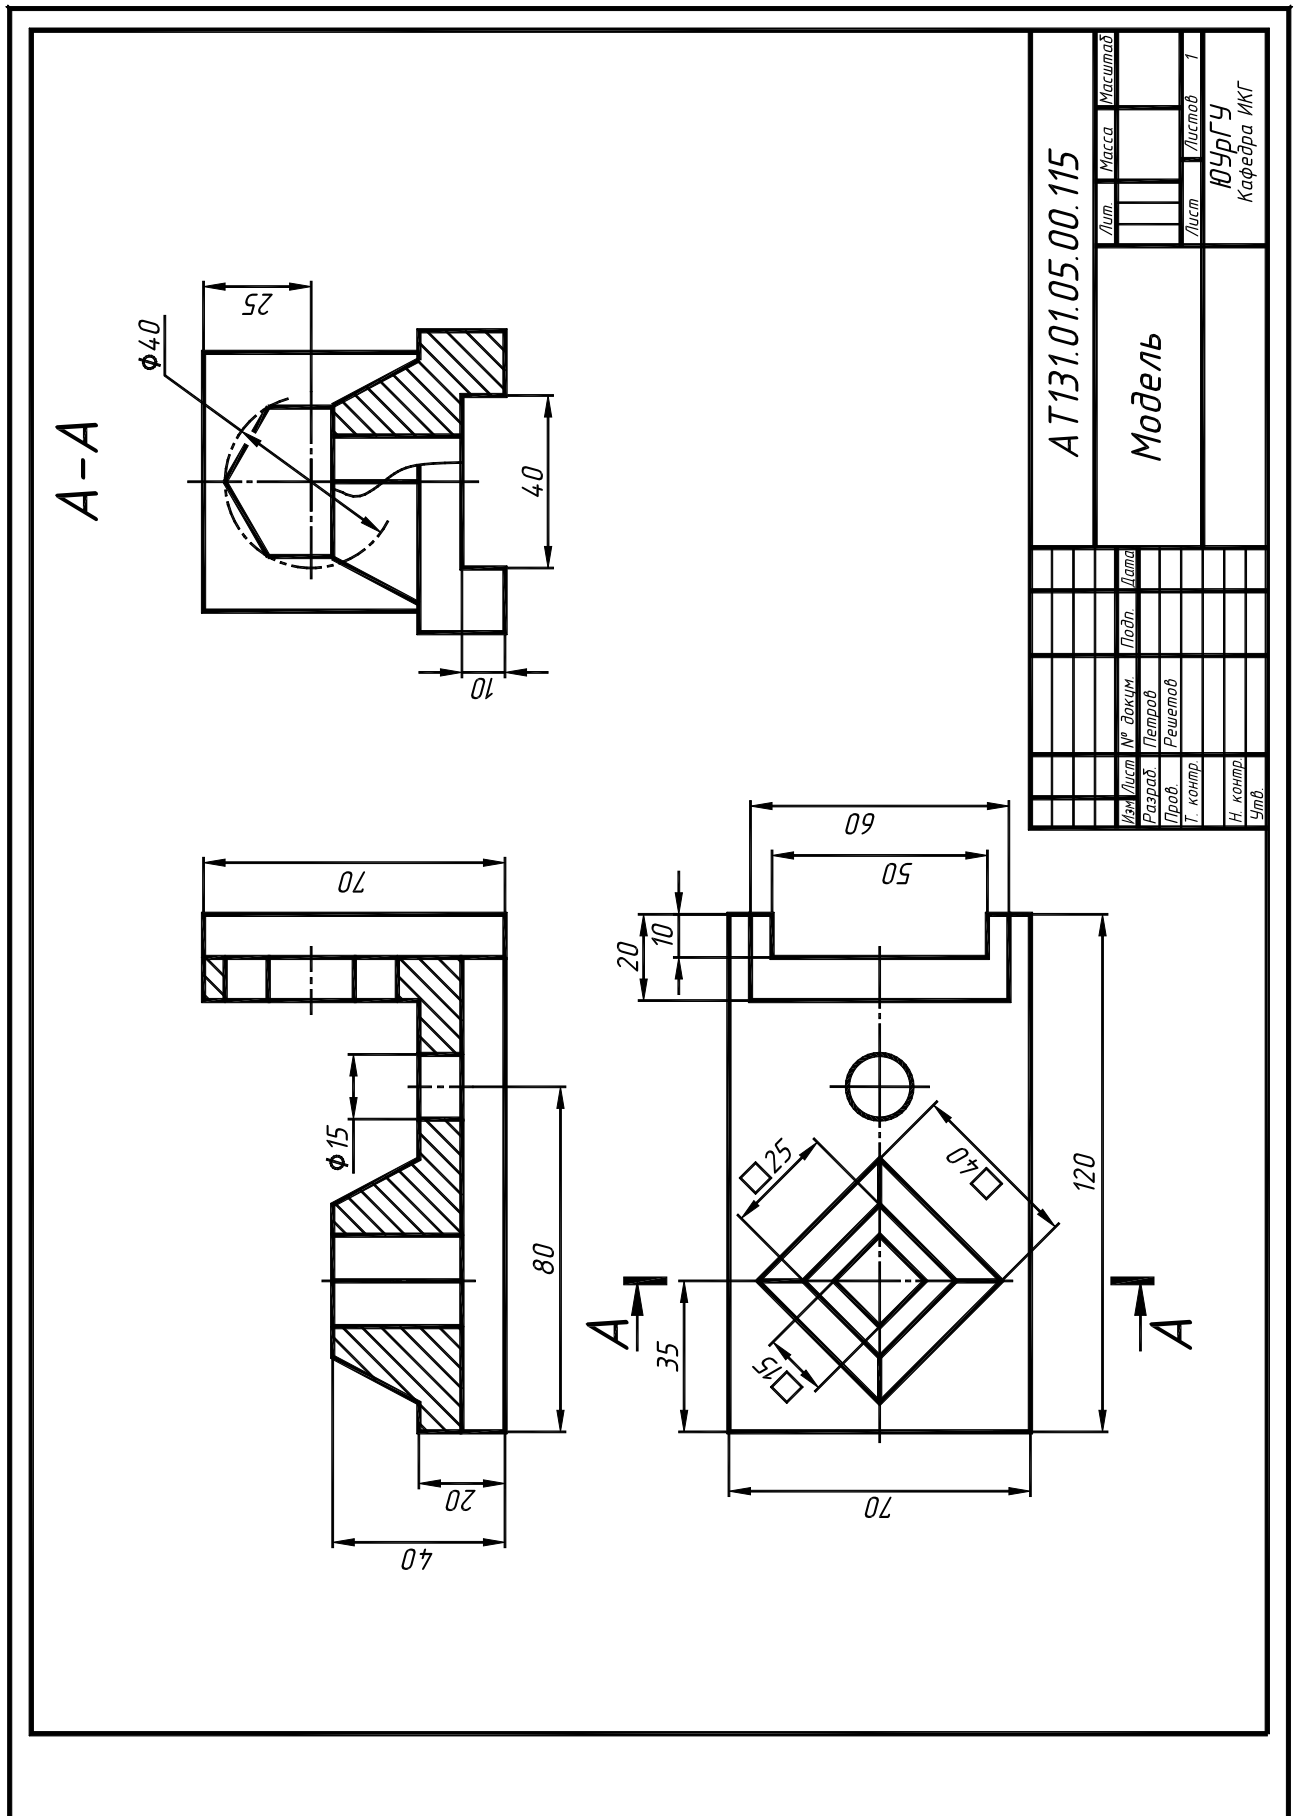 А-А
ϕ40
25
40
10
70
ϕ15
80
20
40
60
50
20
10
□25
□40
□15
35
120
70
А
А
АТ131.01.05.00.115
Модель
Лит. Масса Масштаб
Лист Листов 1
ЮУрГУ
Кафедра ИКГ
Изм Лист № докум. Подп. Дата
Разраб. Петров
Пров. Решетов
Т. контр.
Н. контр.
Утв.